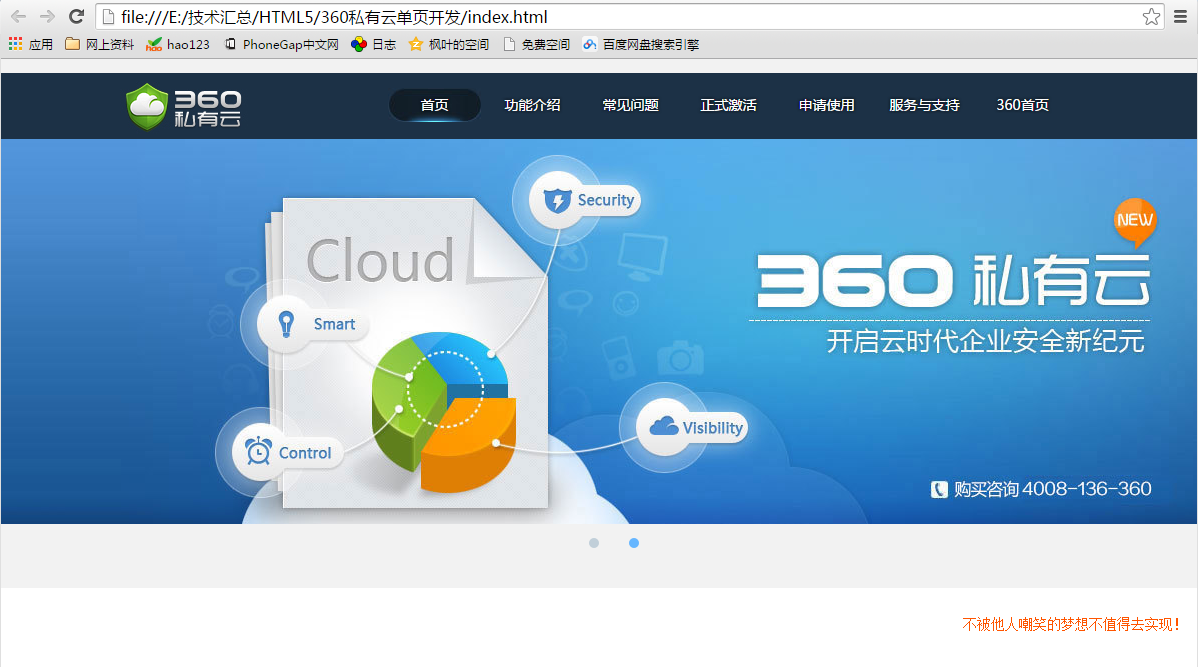 file:///E:/技术汇总/HTML5/360私有云单页开发/index.html
应用 网上资料 hao123 PhoneGap中文网 日志 枫叶的空间 免费空间 百度网盘搜索引擎
360
私有云
首页 功能介绍 常见问题 正式激活 申请使用 服务与支持 360首页
Security
NEW
Cloud
360 私有云
Smart
开启云时代企业安全新纪元
Visibility
Control
购买咨询 4008-136-360
不被他人嘲笑的梦想不值得去实现！